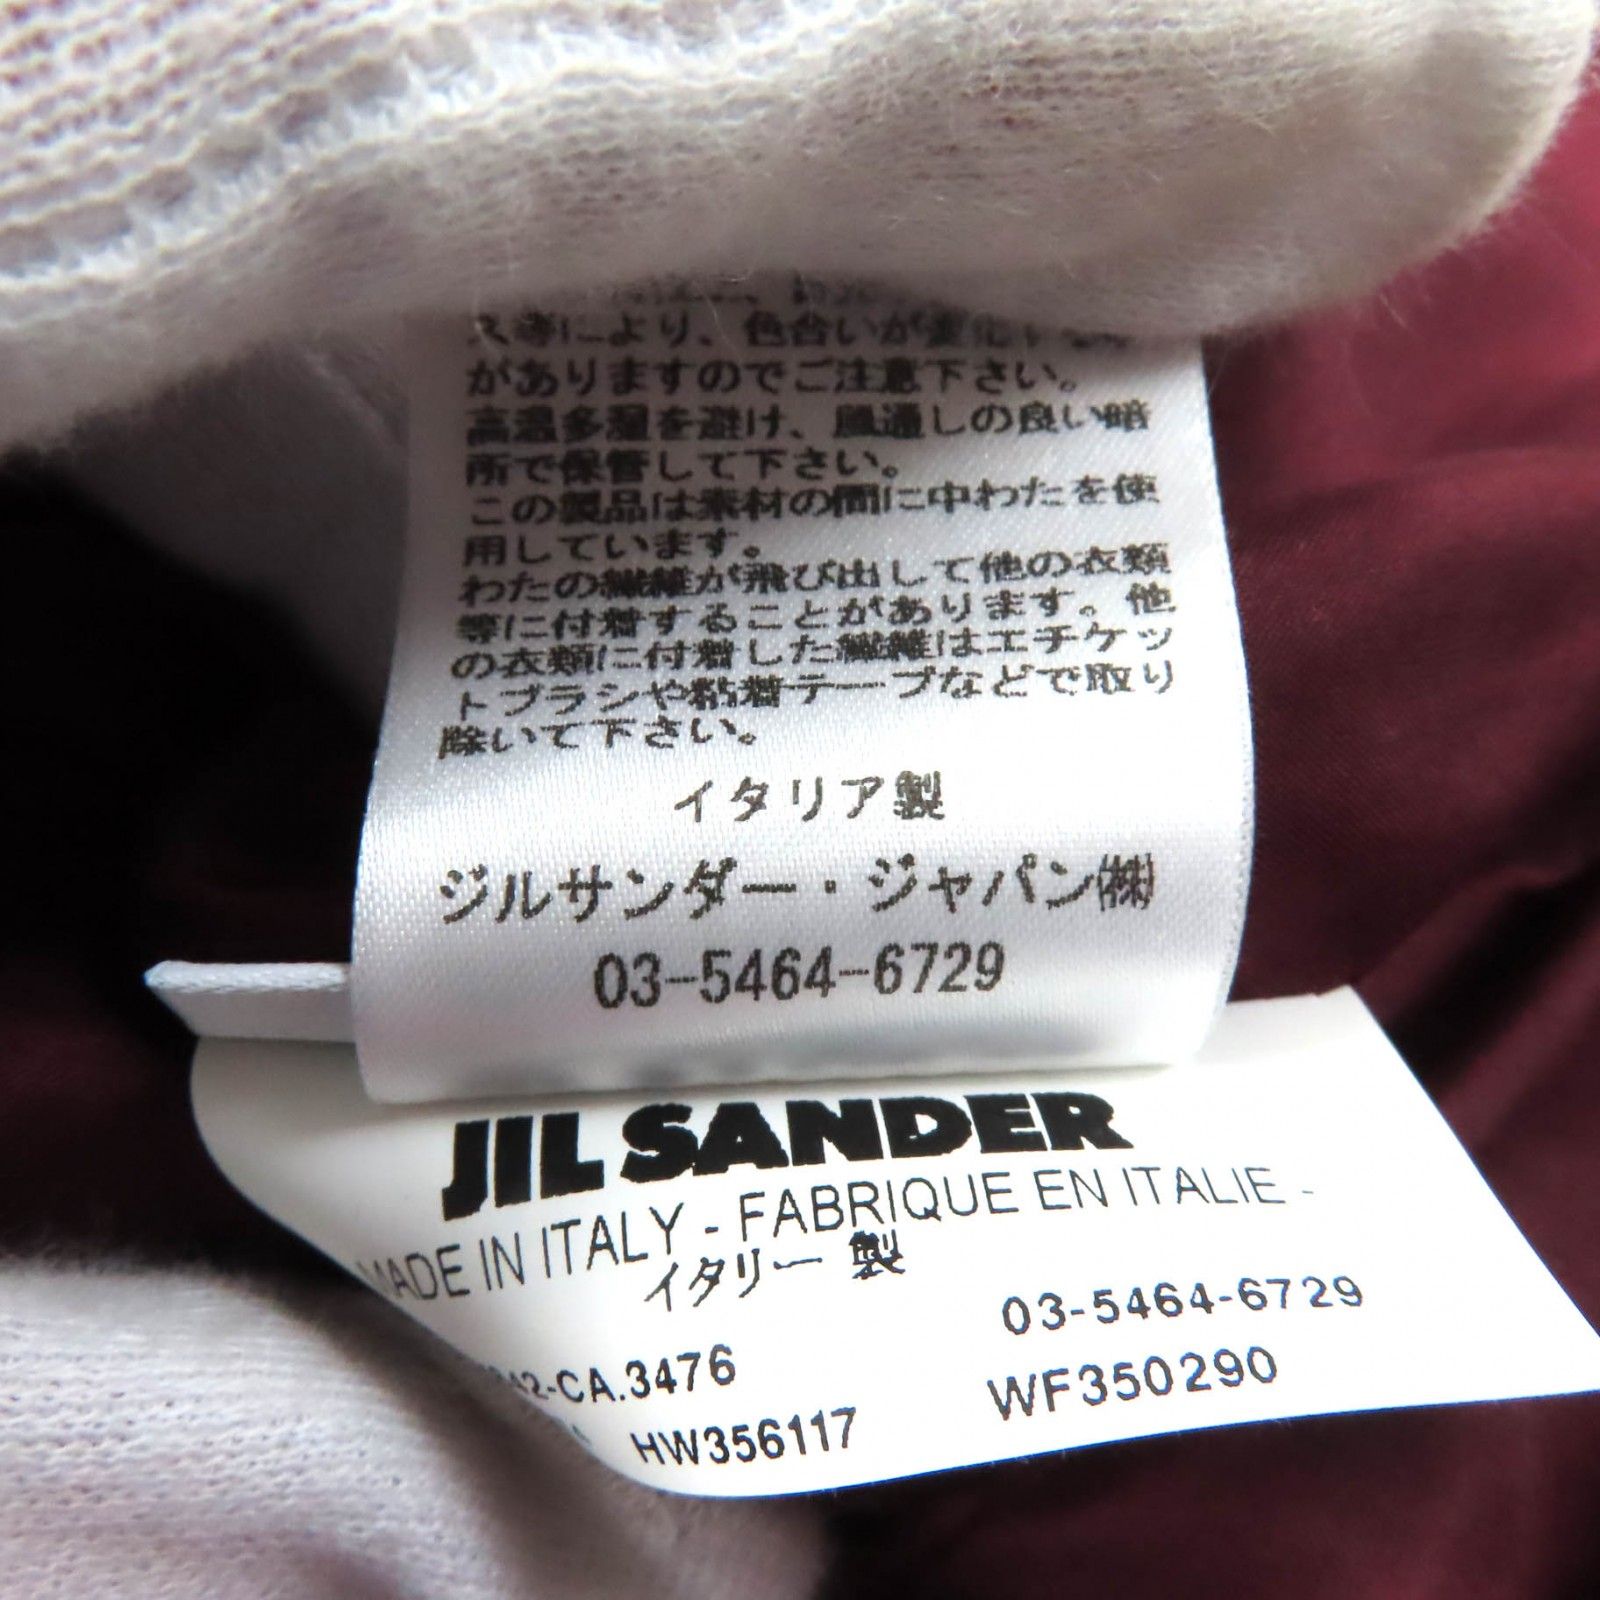 等により、色合いが変化
がありますのでご注意下さい。
高温多湿を避け、風通しの良い暗
所で保管して下さい。
この製品は素材の間に中わたを使
用しています。
わたの繊維が飛び出して他の衣類
等に付着することがあります。他
の衣類に付着した繊維はエチケッ
トブラシや粘着テープなどで取り
除いて下さい。
イタリア製
ジルサンダー・ジャパン㈱
03-5464-6729
JIL SANDER
MADE IN ITALY - FABRIQUE EN ITALIE -
イタリー 製
03-5464-6729
42-CA.3476
WF350290
HW356117